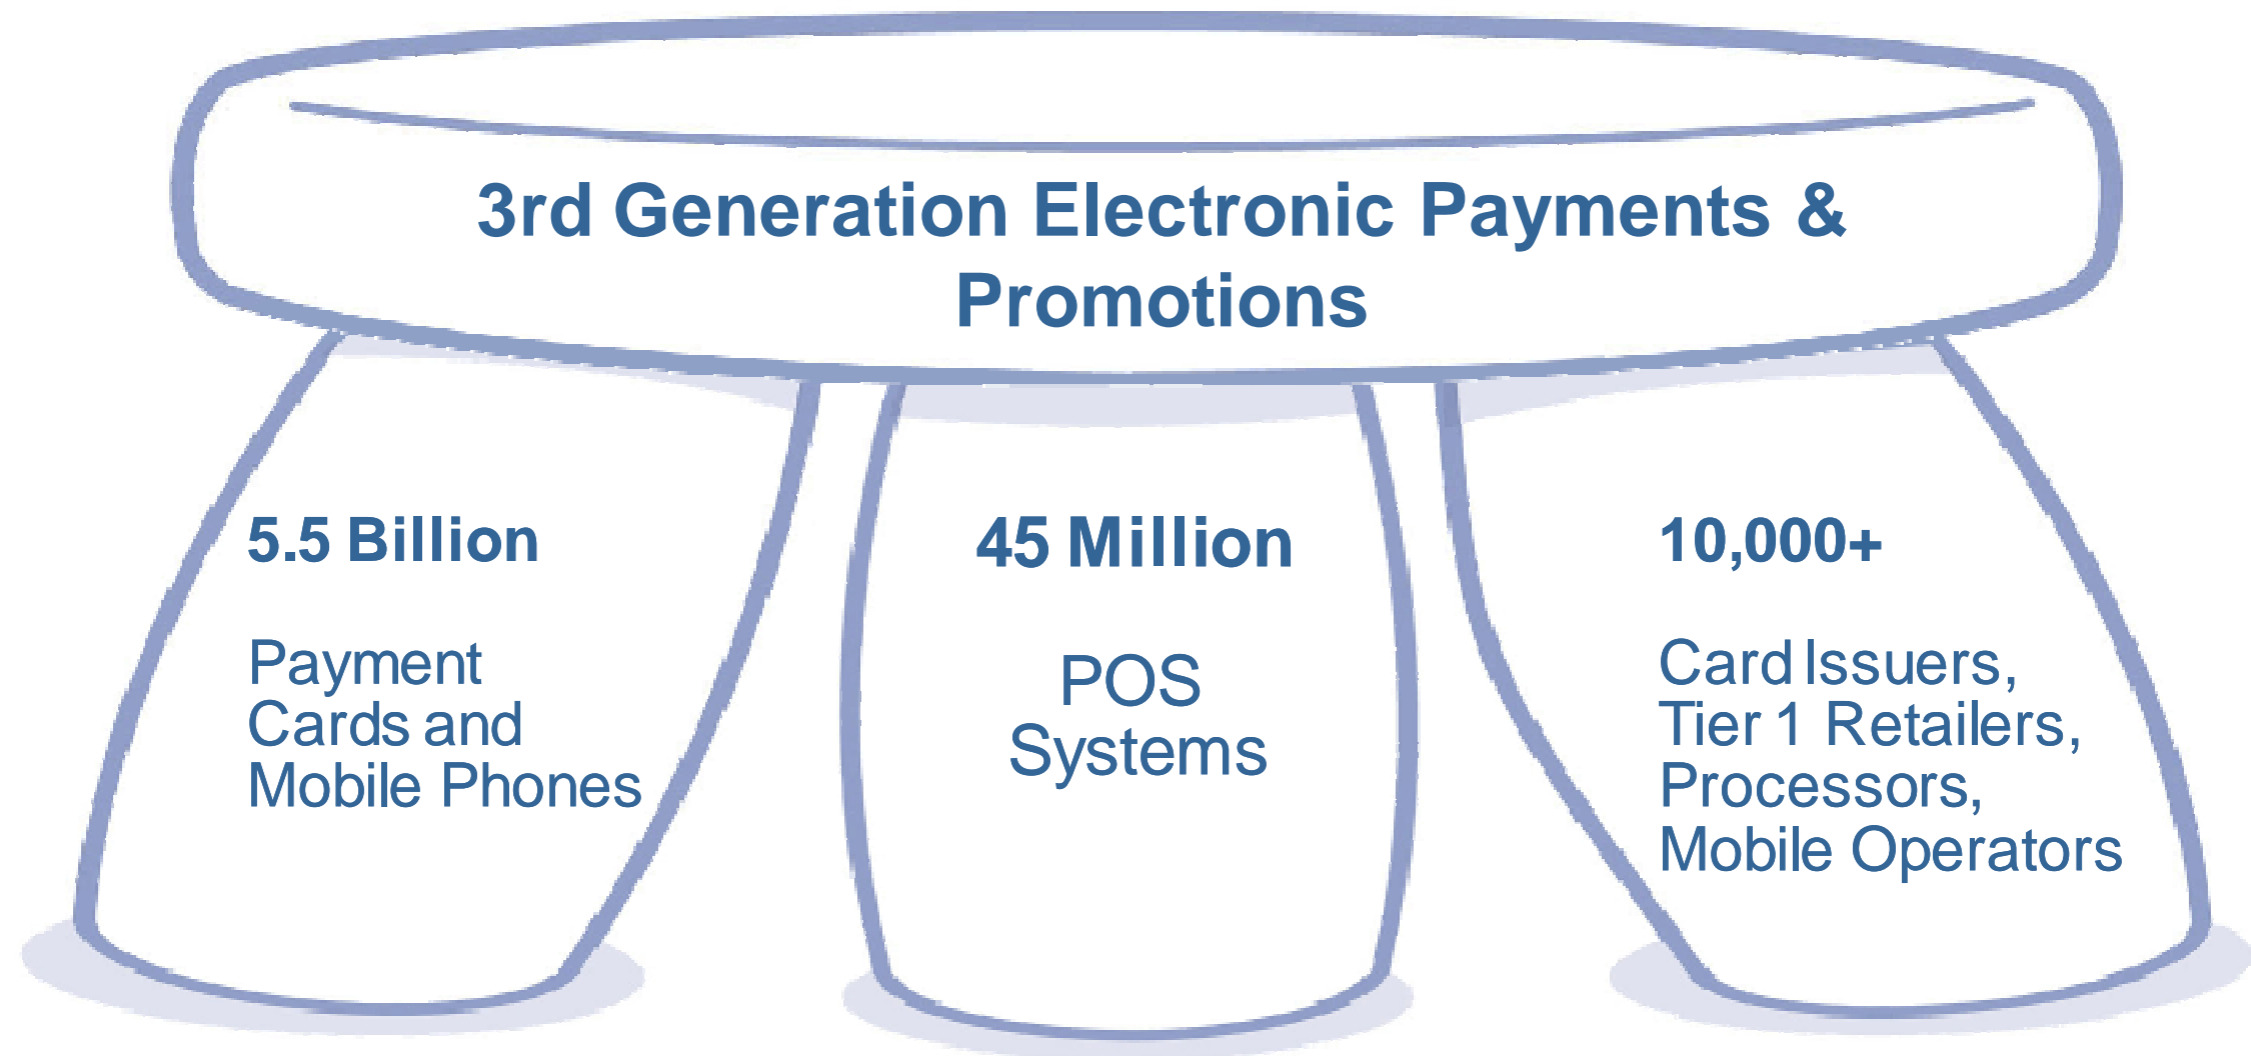 3rd Generation Electronic Payments &
Promotions
5.5 Billion
Payment
Cards and
Mobile Phones
45 Million
POS
Systems
10,000+
Card Issuers,
Tier 1 Retailers,
Processors,
Mobile Operators